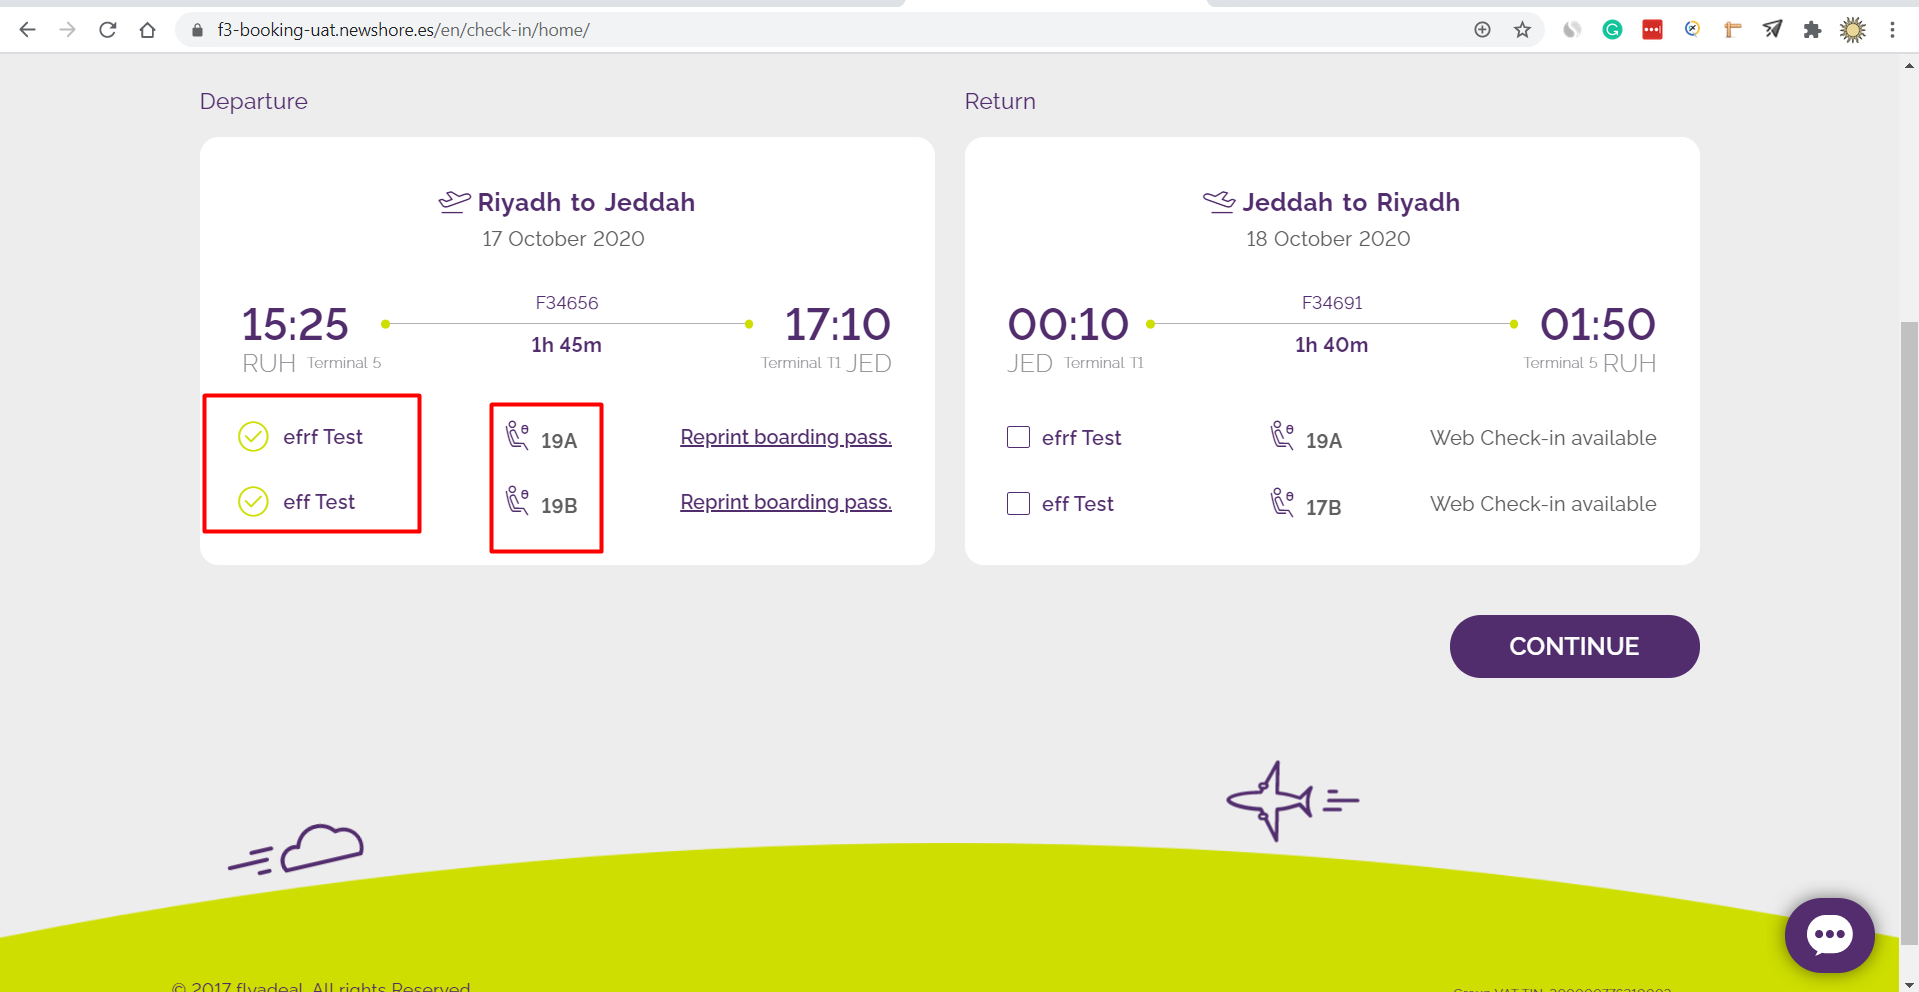 f3-booking-uat.newshore.es/en/check-in/home/
Departure
Riyadh to Jeddah
17 October 2020
F34656
15:25
17:10
1h 45m
RUH Terminal 5
Terminal T1 JED
efrf Test
19A
Reprint boarding pass.
eff Test
19B
Reprint boarding pass.
Return
Jeddah to Riyadh
18 October 2020
F34691
00:10
01:50
1h 40m
JED Terminal T1
Terminal 5 RUH
efrf Test
19A
Web Check-in available
eff Test
17B
Web Check-in available
CONTINUE
© 2017 flyadeal. All rights Reserved